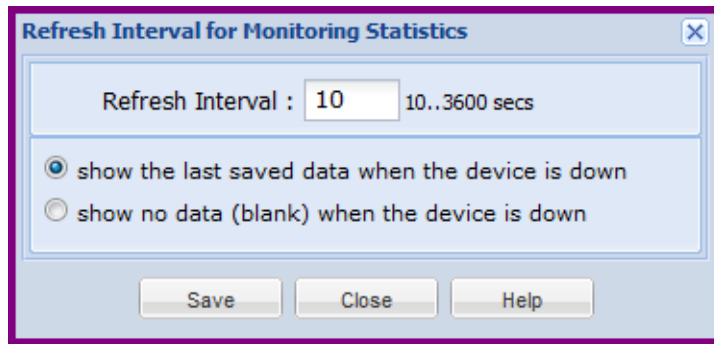 Refresh Interval for Monitoring Statistics
Refresh Interval : 10 10..3600 secs
show the last saved data when the device is down
show no data (blank) when the device is down
Save Close Help